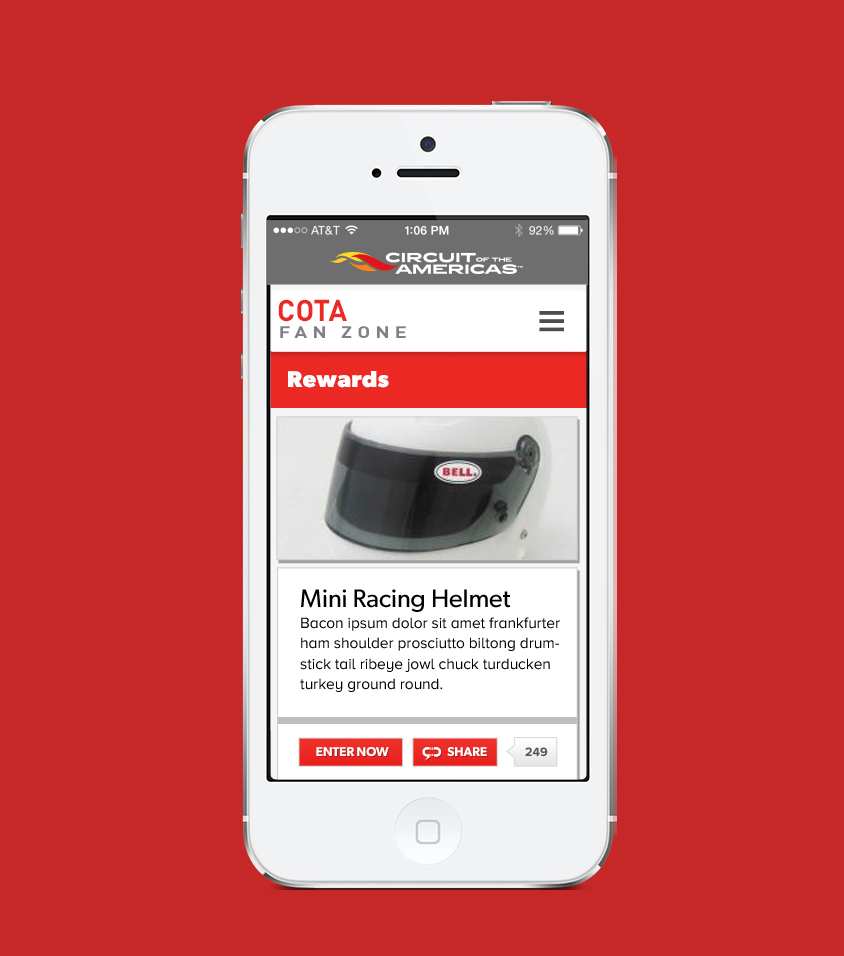 AT&T 1:06 PM 92%
CIRCUIT OF THE
AMERICAS™
COTA
FAN ZONE
Rewards
BELL.
Mini Racing Helmet
Bacon ipsum dolor sit amet frankfurter
ham shoulder prosciutto biltong drum-
stick tail ribeye jowl chuck turducken
turkey ground round.
ENTER NOW SHARE 249